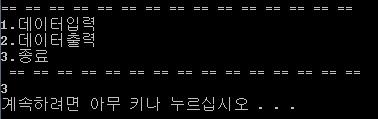 == == == == == == == == == == == == == == ==
1.데이터입력
2.데이터출력
3.종료
== == == == == == == == == == == == == == ==
3
계속하려면 아무 키나 누르십시오 . . .